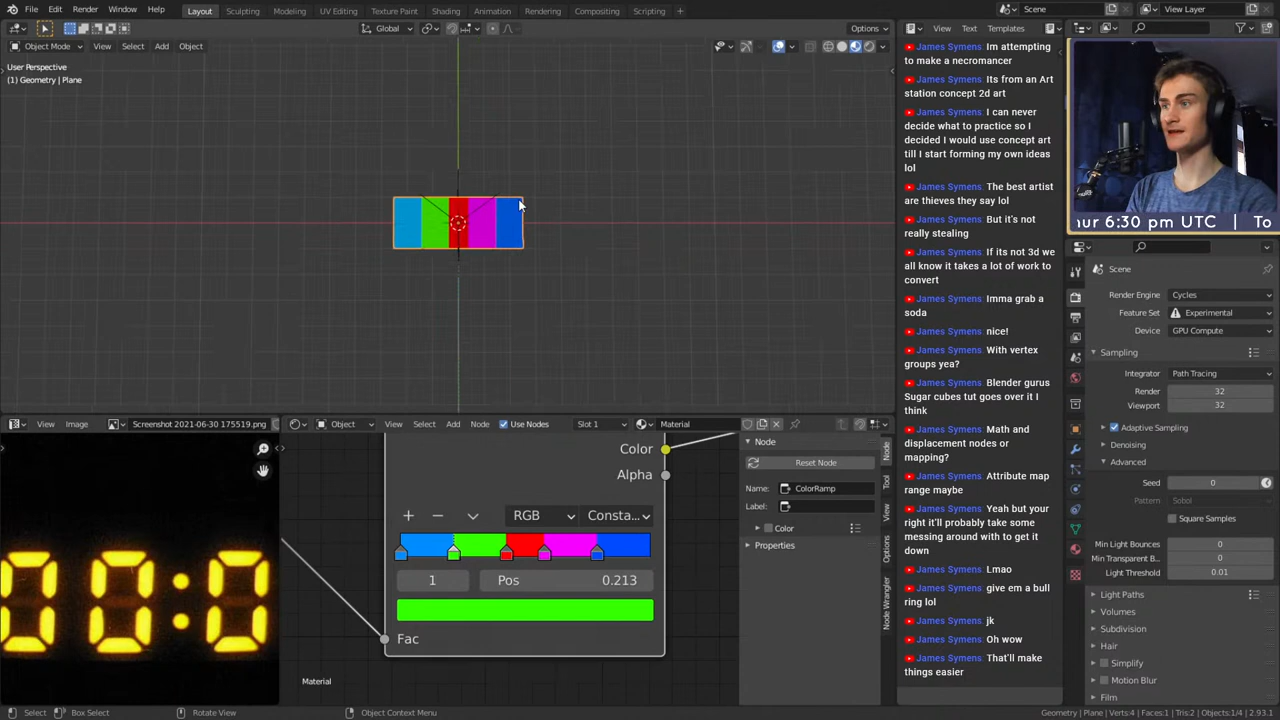 File Edit Render Window Help
Layout Sculpting Modeling UV Editing Texture Paint Shading Animation Rendering Compositing Scripting +
Scene
View Layer
Global
Options
Object Mode View Select Add Object
User Perspective
(1) Geometry | Plane
View Text Templates
James Symens Im attempting
to make a necromancer
James Symens Its from an Art
station concept 2d art
James Symens I can never
decide what to practice so I
decided I would use concept art
till I start forming my own ideas
lol
James Symens The best artist
are thieves they say lol
James Symens But it's not
really stealing
James Symens If its not 3d we
all know it takes a lot of work to
convert
James Symens Imma grab a
soda
James Symens nice!
James Symens With vertex
groups yea?
James Symens Blender gurus
Sugar cubes tut goes over it I
think
James Symens Math and
displacement nodes or
mapping?
James Symens Attribute map
range maybe
James Symens Yeah but your
right it'll probably take some
messing around with to get it
down
James Symens Lmao
James Symens give em a bull
ring lol
James Symens jk
James Symens Oh wow
James Symens That'll make
things easier
hur 6:30 pm UTC | To
Scene
Render Engine Cycles
Feature Set Experimental
Device GPU Compute
Sampling
Integrator Path Tracing
Render 32
Viewport 32
Adaptive Sampling
Denoising
Advanced
Seed 0
Pattern Sobol
Square Samples
Min Light Bounces 0
Min Transparent B... 0
Light Threshold 0.01
Light Paths
Volumes
Subdivision
Hair
Simplify
Motion Blur
Film
View Image Screenshot 2021-06-30 175519.png
Object View Select Add Node Use Nodes Slot 1 Material
0 0:0
Color
Alpha
+ − RGB Consta...
1 Pos 0.213
Fac
Material
Node
Reset Node
Name: ColorRamp
Label:
Color
Properties
Node
Tool
View
Options
Node Wrangler
Select Box Select Rotate View Object Context Menu
Geometry | Plane | Verts:4 | Faces:1 | Tris:2 | Objects:1/4 | 2.93.1